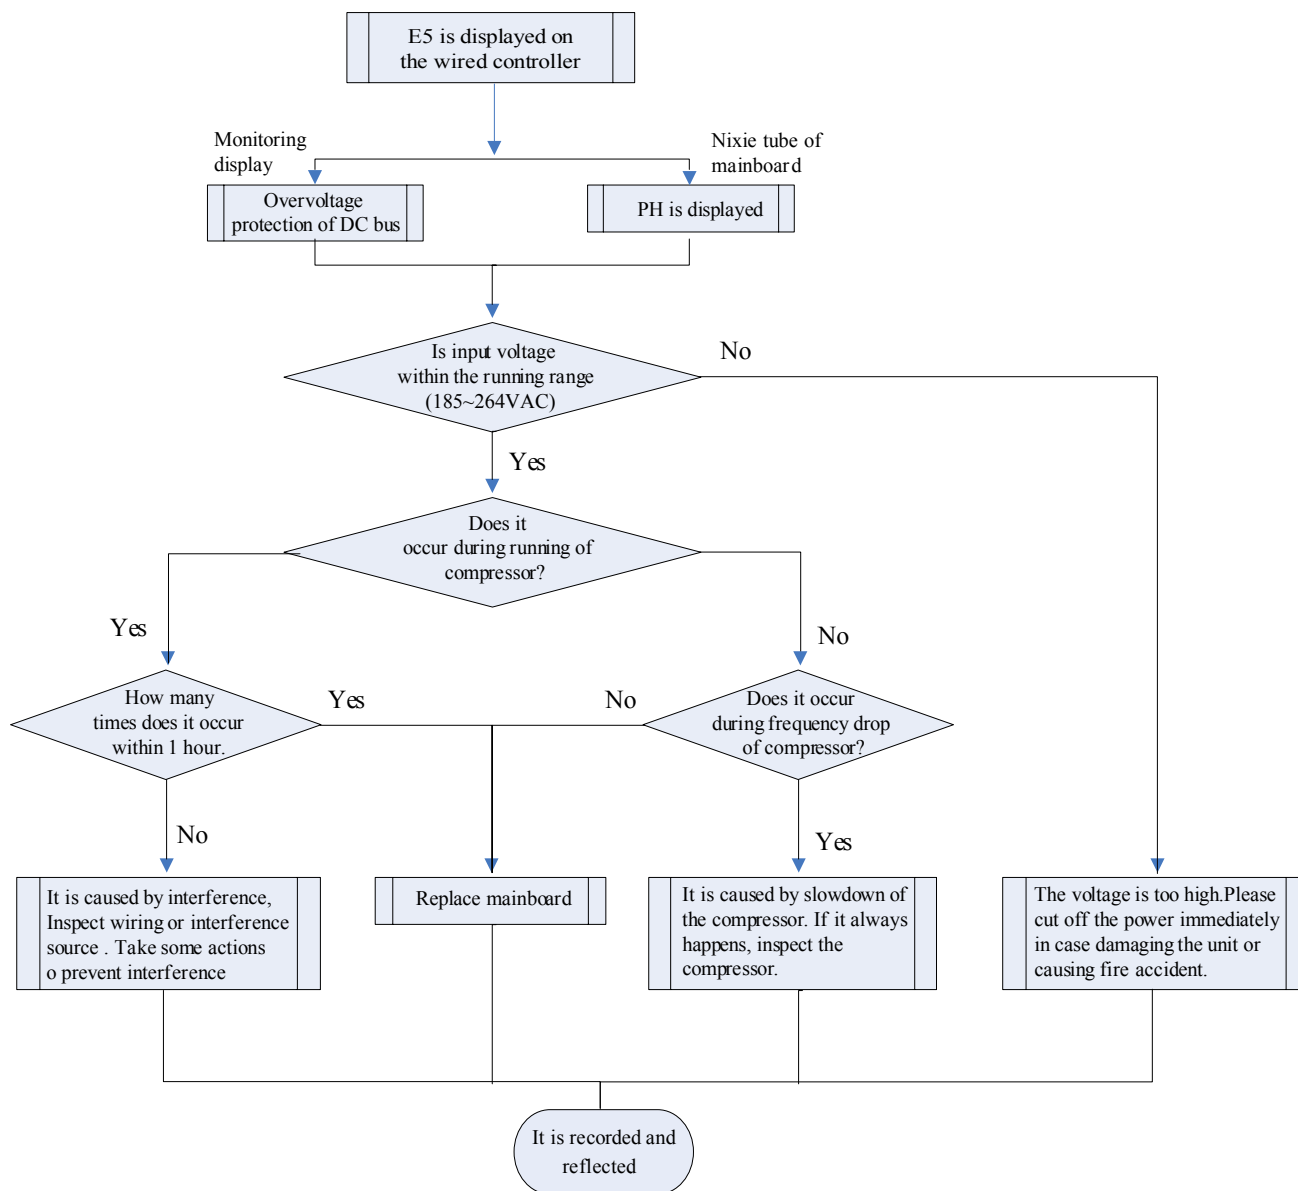 E5 is displayed on
the wired controller
Monitoring
display
Nixie tube of
mainboard
Overvoltage
protection of DC bus
PH is displayed
Is input voltage
within the running range
(185~264VAC)
No
Yes
Does it
occur during running of
compressor?
Yes
No
How many
times does it occur
within 1 hour.
Yes
No
Does it occur
during frequency drop
of compressor?
No
Yes
It is caused by interference,
Inspect wiring or interference
source . Take some actions
o prevent interference
Replace mainboard
It is caused by slowdown of
the compressor. If it always
happens, inspect the
compressor.
The voltage is too high.Please
cut off the power immediately
in case damaging the unit or
causing fire accident.
It is recorded and
reflected